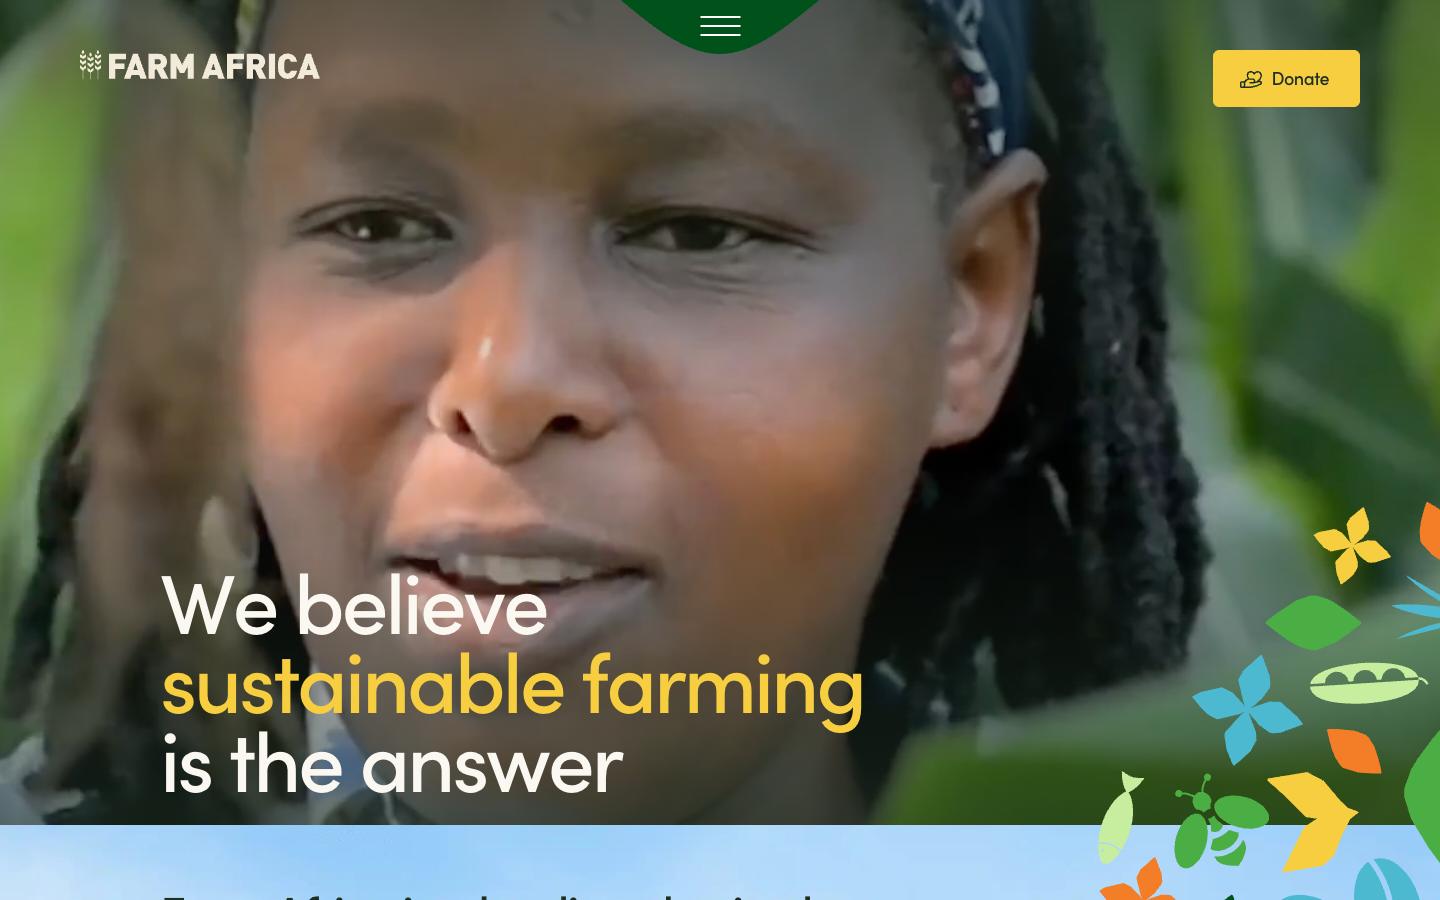 FARM AFRICA
Donate
We believe
sustainable farming
is the answer